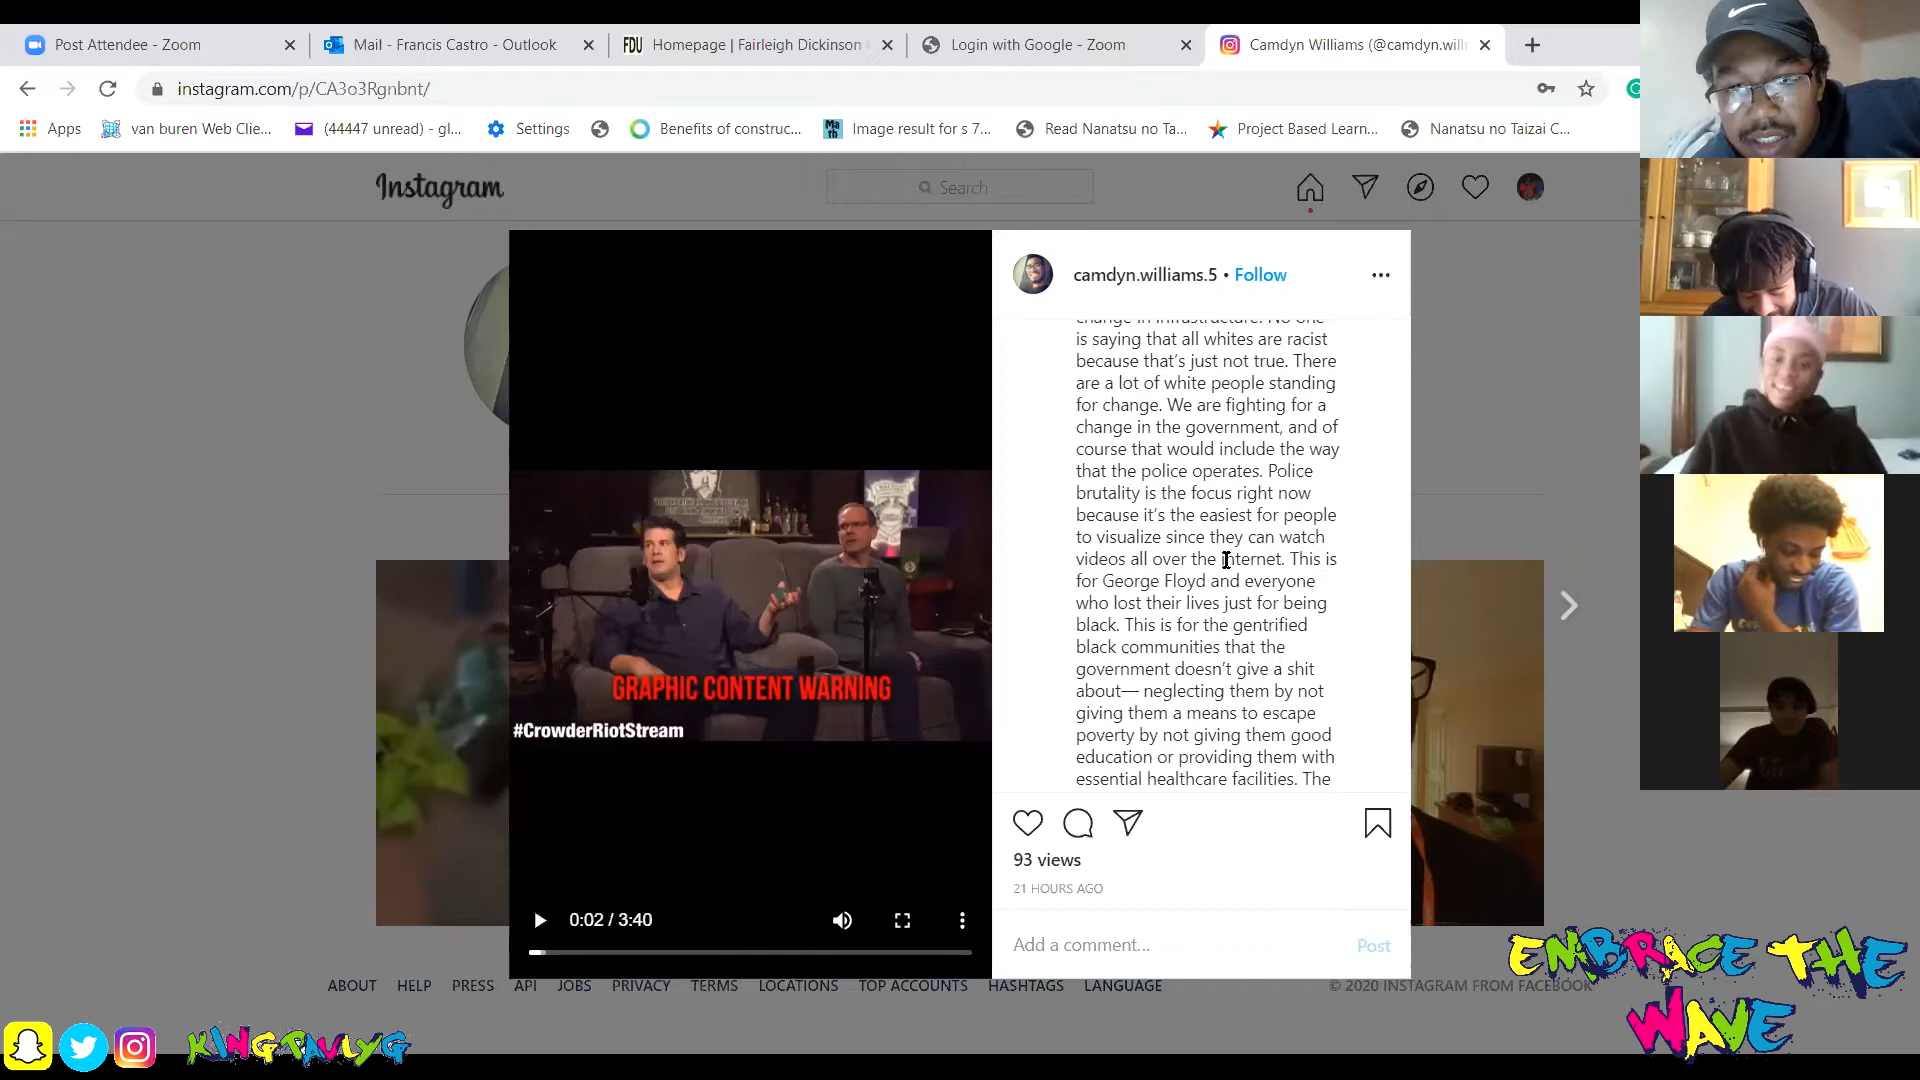 Post Attendee - Zoom
Mail - Francis Castro - Outlook
FDU Homepage | Fairleigh Dickinson
Login with Google - Zoom
Camdyn Williams (@camdyn.willi
instagram.com/p/CA3o3Rgnbnt/
Apps
van buren Web Clie...
(44447 unread) - gl...
Settings
Benefits of construc...
Math
Image result for s 7...
Read Nanatsu no Ta...
Project Based Learn...
Nanatsu no Taizai C...
Instagram
Search
camdyn.williams.5 • Follow
change in infrastructure. No one
is saying that all whites are racist
because that's just not true. There
are a lot of white people standing
for change. We are fighting for a
change in the government, and of
course that would include the way
that the police operates. Police
brutality is the focus right now
because it's the easiest for people
to visualize since they can watch
videos all over the internet. This is
for George Floyd and everyone
who lost their lives just for being
black. This is for the gentrified
black communities that the
government doesn't give a shit
about— neglecting them by not
giving them a means to escape
poverty by not giving them good
education or providing them with
essential healthcare facilities. The
GRAPHIC CONTENT WARNING
#CrowderRiotStream
0:02 / 3:40
93 views
21 HOURS AGO
Add a comment...
Post
ABOUT HELP PRESS API JOBS PRIVACY TERMS LOCATIONS TOP ACCOUNTS HASHTAGS LANGUAGE
© 2020 INSTAGRAM FROM FACEBOOK
EMBRACE THE
WAVE
KINGPAVLYG